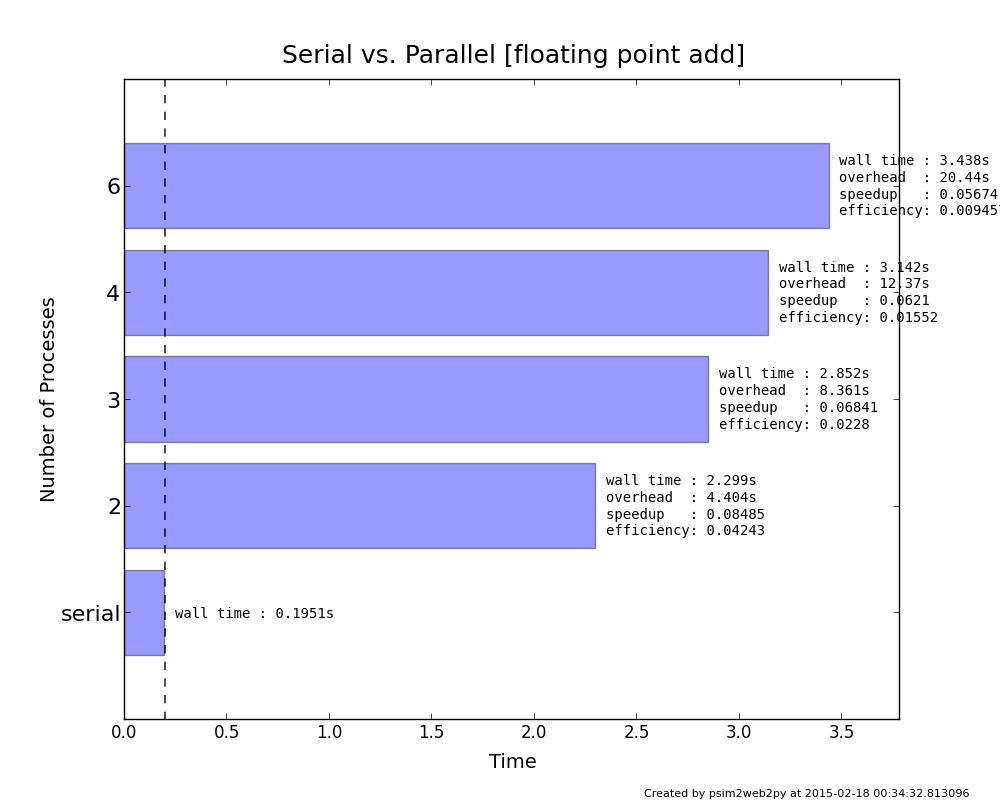 Serial vs. Parallel [floating point add]
6
wall time : 3.438s
overhead  : 20.44s
speedup   : 0.05674
efficiency: 0.009457
4
wall time : 3.142s
overhead  : 12.37s
speedup   : 0.0621
efficiency: 0.01552
3
wall time : 2.852s
overhead  : 8.361s
speedup   : 0.06841
efficiency: 0.0228
2
wall time : 2.299s
overhead  : 4.404s
speedup   : 0.08485
efficiency: 0.04243
serial
wall time : 0.1951s
Number of Processes
0.0 0.5 1.0 1.5 2.0 2.5 3.0 3.5
Time
Created by psim2web2py at 2015-02-18 00:34:32.813096